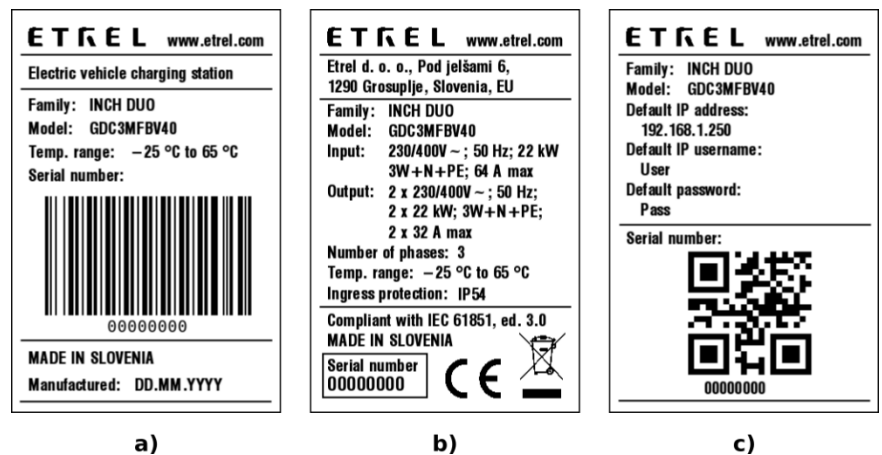 ETREL www.etrel.com
Electric vehicle charging station
Family: INCH DUO
Model: GDC3MFBV40
Temp. range: −25 °C to 65 °C
Serial number:
00000000
MADE IN SLOVENIA
Manufactured: DD.MM.YYYY
a)
ETREL www.etrel.com
Etrel d. o. o., Pod jelšami 6,
1290 Grosuplje, Slovenia, EU
Family: INCH DUO
Model: GDC3MFBV40
Input: 230/400V ~; 50 Hz; 22 kW
3W+N+PE; 64 A max
Output: 2 x 230/400V ~; 50 Hz;
2 x 22 kW; 3W+N+PE;
2 x 32 A max
Number of phases: 3
Temp. range: −25 °C to 65 °C
Ingress protection: IP54
Compliant with IEC 61851, ed. 3.0
MADE IN SLOVENIA
Serial number
00000000
CE
b)
ETREL www.etrel.com
Family: INCH DUO
Model: GDC3MFBV40
Default IP address:
192.168.1.250
Default IP username:
User
Default password:
Pass
Serial number:
00000000
c)